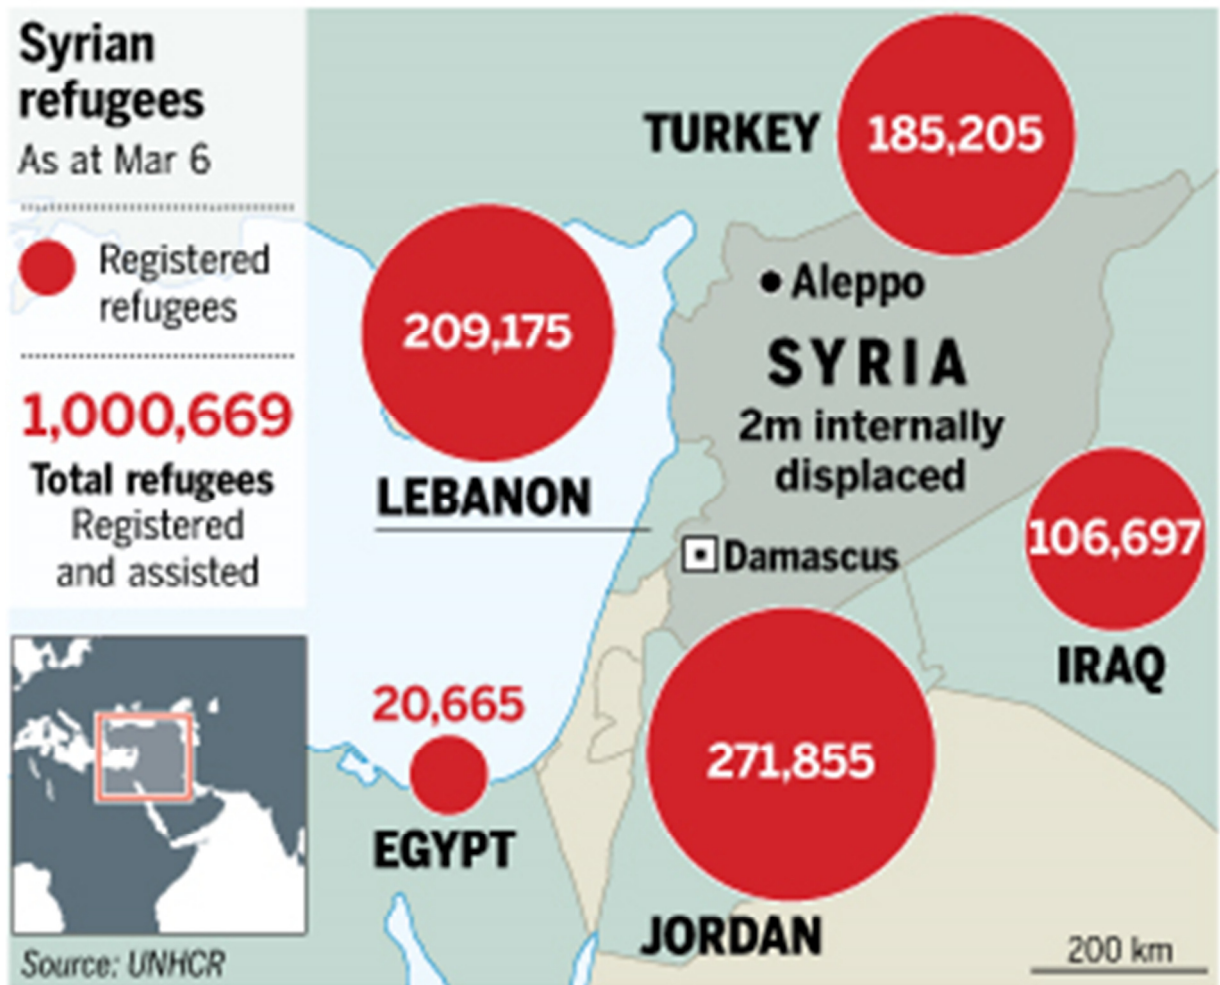 Syrian
refugees
As at Mar 6
Registered
refugees
1,000,669
Total refugees
Registered
and assisted
Source: UNHCR
TURKEY
185,205
209,175
LEBANON
Aleppo
SYRIA
2m internally
displaced
Damascus
106,697
IRAQ
20,665
EGYPT
271,855
JORDAN
200 km